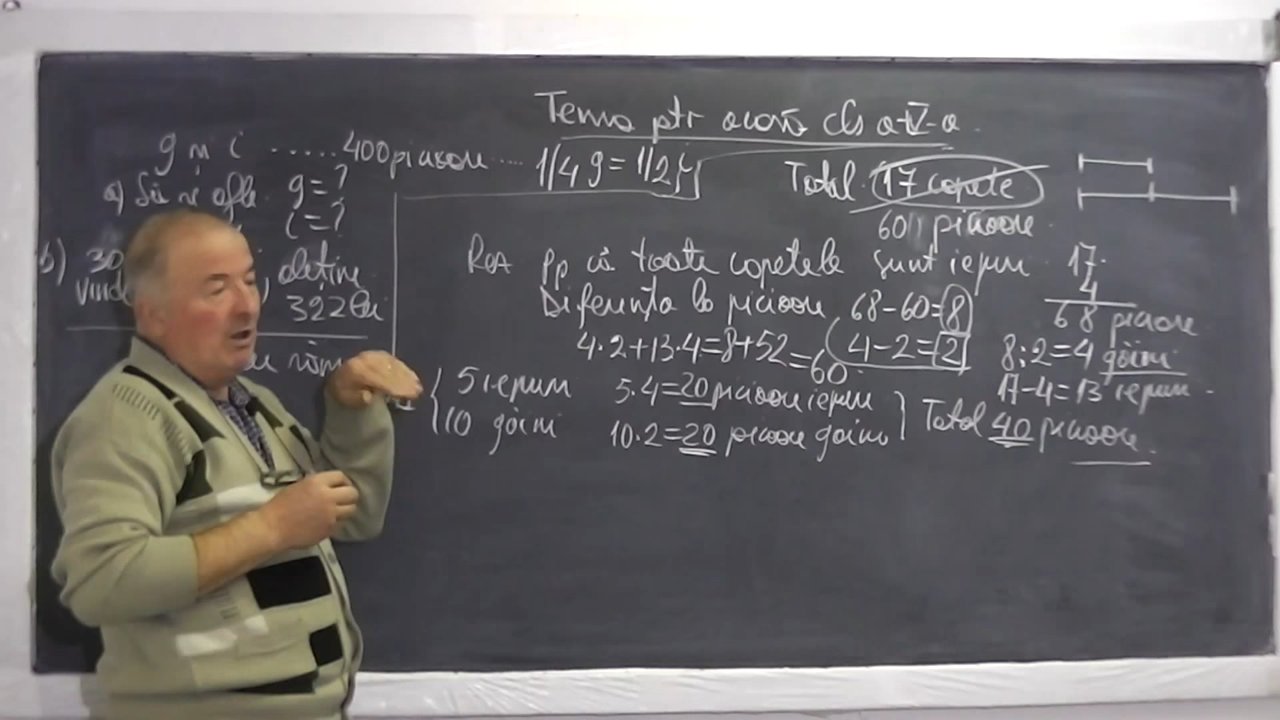 Tema ptr acasă cls a-V-a
g și i ...... 400 picioare .... 1/4 g = 1/2 i
a) Să se afle g = ?
i = ?
b) 30
vinde, obține
392 lei
Total 17 capete
60 picioare
Rez Pp că toate capetele sunt iepuri
17
4
68 picioare
Diferența la picioare 68-60=8
4·2+13·4=8+52=60
4-2=2
8:2=4 găini
17-4=13 iepuri
5 iepuri 5·4=20 picioare iepuri
10 găini 10·2=20 picioare găini
Total 40 picioare